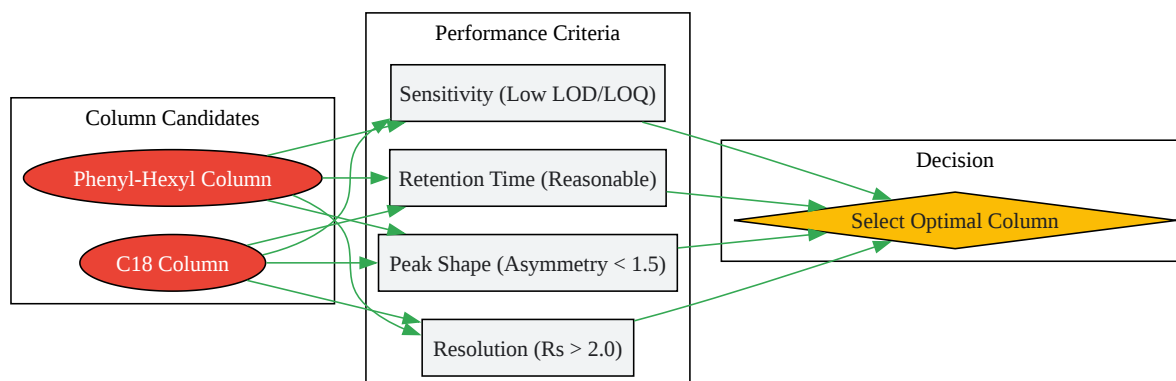 Column Candidates
Phenyl-Hexyl Column
C18 Column
Performance Criteria
Sensitivity (Low LOD/LOQ)
Retention Time (Reasonable)
Peak Shape (Asymmetry < 1.5)
Resolution (Rs > 2.0)
Decision
Select Optimal Column